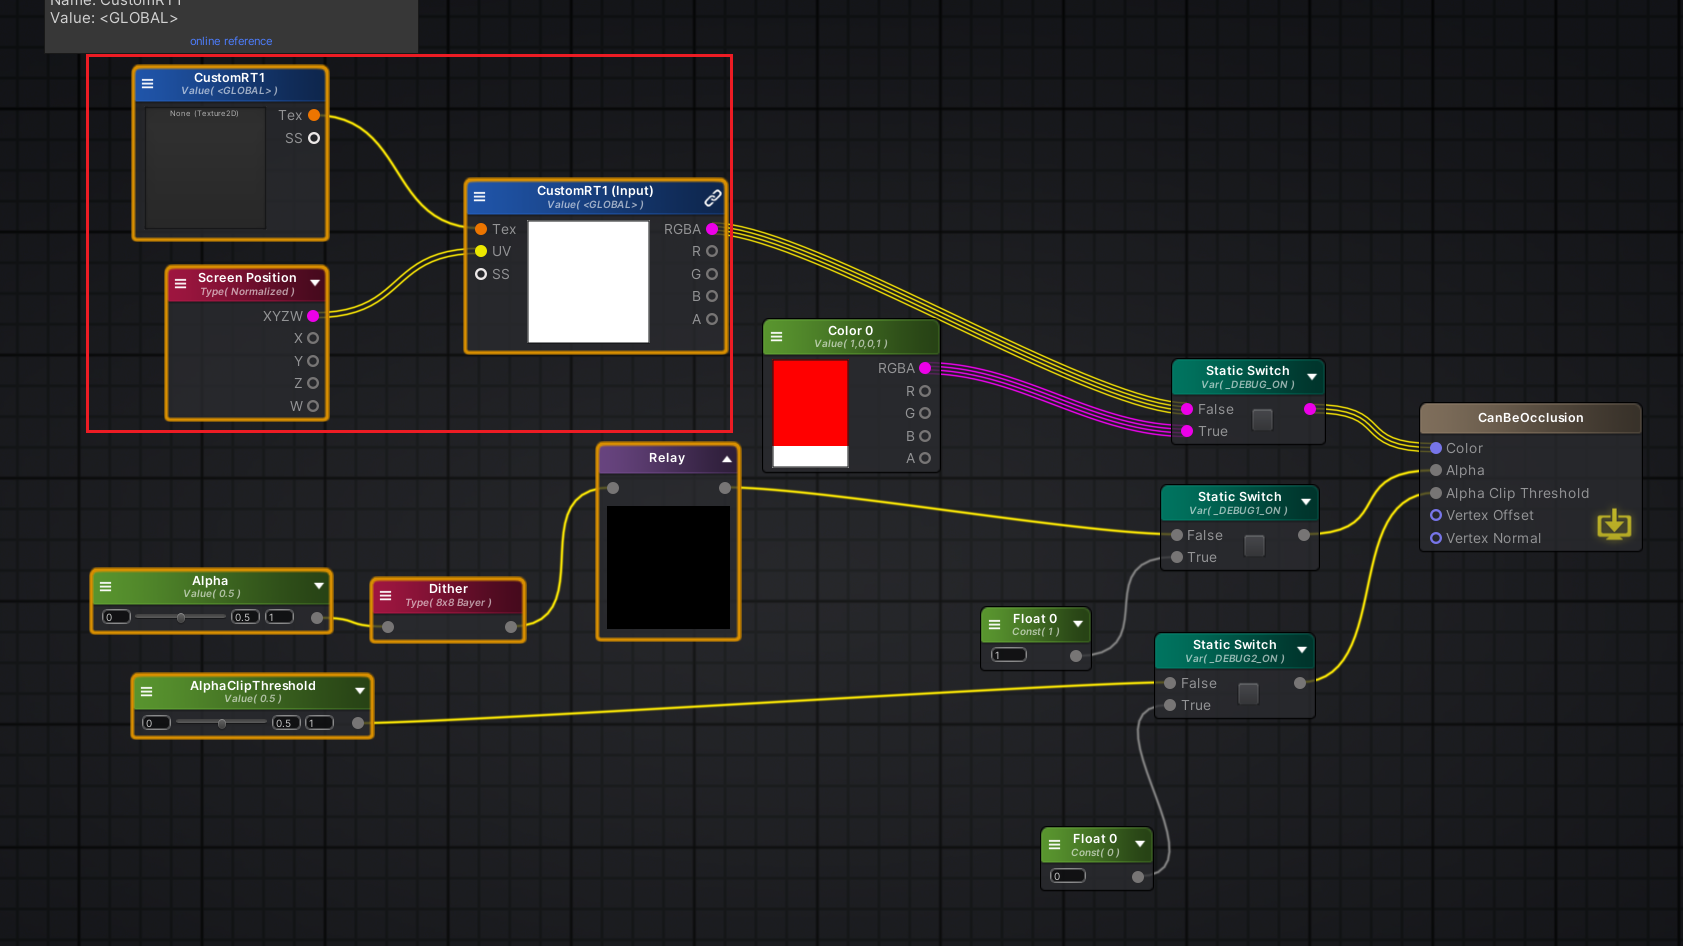 Name: CustomRT1
Value: <GLOBAL>
online reference
CustomRT1
Value( <GLOBAL> )
None (Texture2D)
Tex
SS
Screen Position
Type( Normalized )
XYZW
X
Y
Z
W
CustomRT1 (Input)
Value( <GLOBAL> )
Tex
UV
SS
RGBA
R
G
B
A
Color 0
Value( 1,0,0,1 )
RGBA
R
G
B
A
Static Switch
Var( _DEBUG_ON )
False
True
CanBeOcclusion
Color
Alpha
Alpha Clip Threshold
Vertex Offset
Vertex Normal
Relay
Static Switch
Var( _DEBUG1_ON )
False
True
Alpha
Value( 0.5 )
0
0.5
1
Dither
Type( 8x8 Bayer )
Float 0
Const( 1 )
1
Static Switch
Var( _DEBUG2_ON )
False
True
AlphaClipThreshold
Value( 0.5 )
0
0.5
1
Float 0
Const( 0 )
0